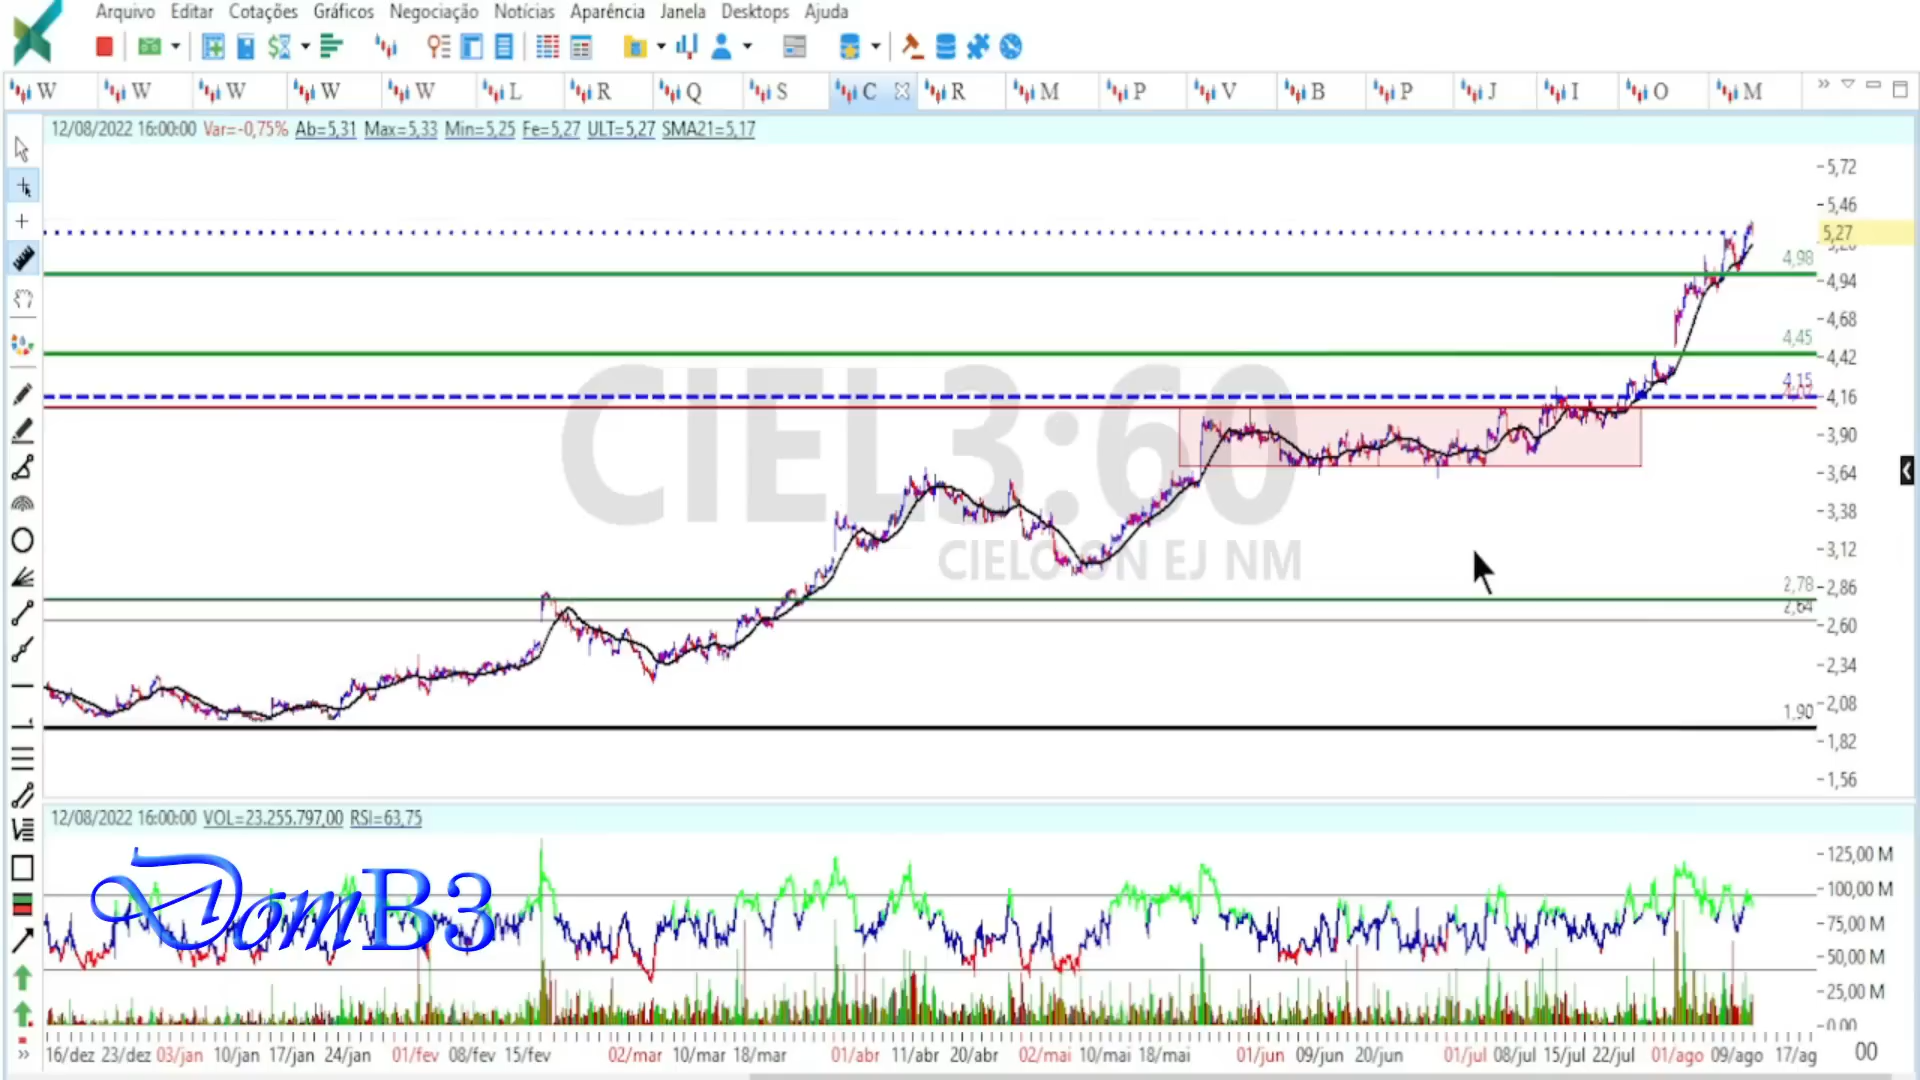 Arquivo Editar Cotações Gráficos Negociação Notícias Aparência Janela Desktops Ajuda
W W W W W L R Q S C R M P V B P J I O M
12/08/2022 16:00:00 Var=-0,75% Ab=5,31 Max=5,33 Min=5,25 Fe=5,27 ULT=5,27 SMA21=5,17
5,72
5,46
5,27
4,98
4,94
4,68
4,45
4,42
4,15
4,16
3,90
3,64
3,38
3,12
2,78
2,86
2,64
2,60
2,34
2,08
1,90
1,82
1,56
CIEL3:60
CIELO ON EJ NM
12/08/2022 16:00:00 VOL=23.255.797,00 RSI=63,75
DomB3
125,00 M
100,00 M
75,00 M
50,00 M
25,00 M
0,00
16/dez 23/dez 03/jan 10/jan 17/jan 24/jan 01/fev 08/fev 15/fev 02/mar 10/mar 18/mar 01/abr 11/abr 20/abr 02/mai 10/mai 18/mai 01/jun 09/jun 20/jun 01/jul 08/jul 15/jul 22/jul 01/ago 09/ago 17/ag 00